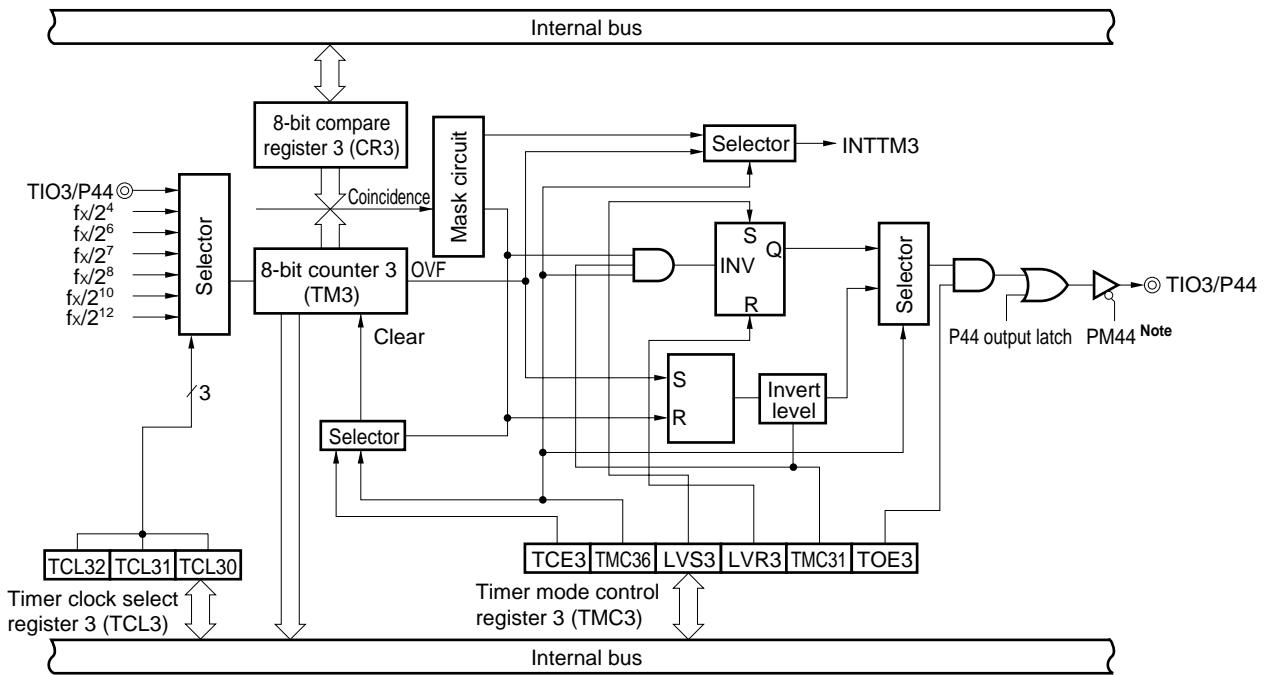 Internal bus
8-bit compare
register 3 (CR3)
Mask circuit
Selector
INTTM3
TIO3/P44
fx/2⁴
fx/2⁶
fx/2⁷
fx/2⁸
fx/2¹⁰
fx/2¹²
Selector
Coincidence
8-bit counter 3
(TM3)
OVF
Clear
S
INV
Q
R
Selector
TIO3/P44
P44 output latch
PM44 Note
3
S
R
Invert
level
Selector
TCL32 TCL31 TCL30
Timer clock select
register 3 (TCL3)
TCE3 TMC36 LVS3 LVR3 TMC31 TOE3
Timer mode control
register 3 (TMC3)
Internal bus